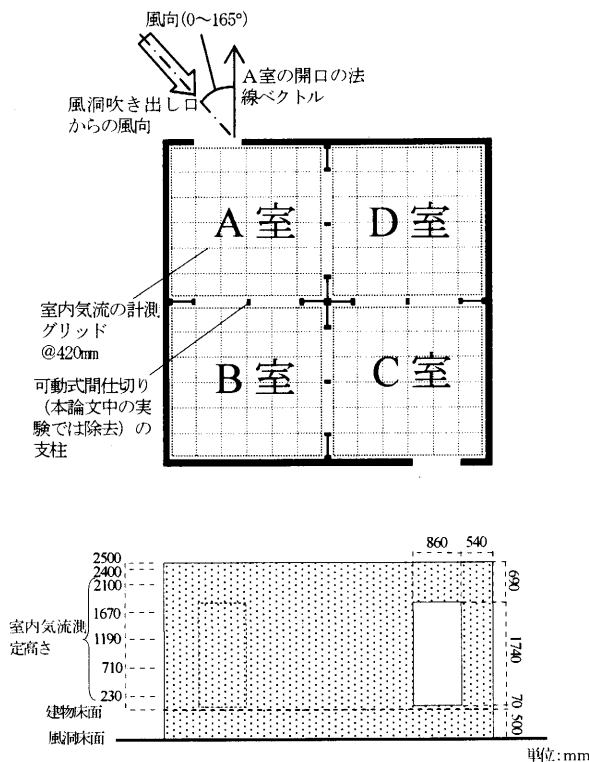 風向(0～165°)
A室の開口の法
線ベクトル
風洞吹き出し口
からの風向
A 室
D 室
室内気流の計測
グリッド
@420mm
B 室
C 室
可動式間仕切り
(本論文中の実
験では除去)の
支柱
860
540
2500
2400
2100
1670
1190
710
230
室内気流測
定高さ
690
1740
70
500
建物床面
風洞床面
単位:mm